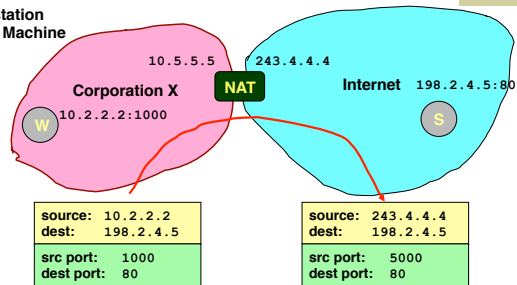 station
Machine
10.5.5.5
243.4.4.4
NAT
Corporation X
Internet
198.2.4.5:80
W
10.2.2.2:1000
S
source: 10.2.2.2
dest: 198.2.4.5
src port: 1000
dest port: 80
source: 243.4.4.4
dest: 198.2.4.5
src port: 5000
dest port: 80